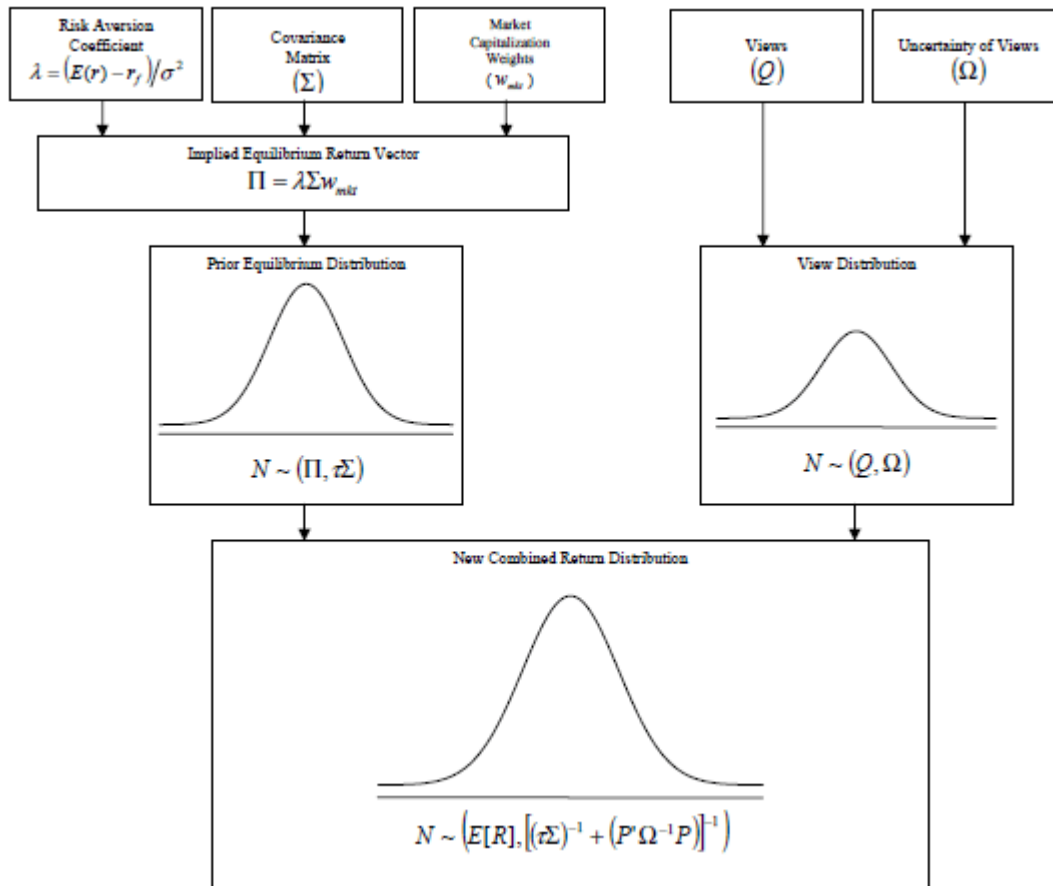 Risk Aversion
Coefficient
λ = (E(r) − r_f)/σ²
Covariance
Matrix
(Σ)
Market
Capitalization
Weights
(w_mkt)
Views
(Q)
Uncertainty of Views
(Ω)
Implied Equilibrium Return Vector
Π = λΣw_mkt
Prior Equilibrium Distribution
N ~ (Π, τΣ)
View Distribution
N ~ (Q, Ω)
New Combined Return Distribution
N ~ (E[R], [(τΣ)⁻¹ + (P'Ω⁻¹P)]⁻¹)